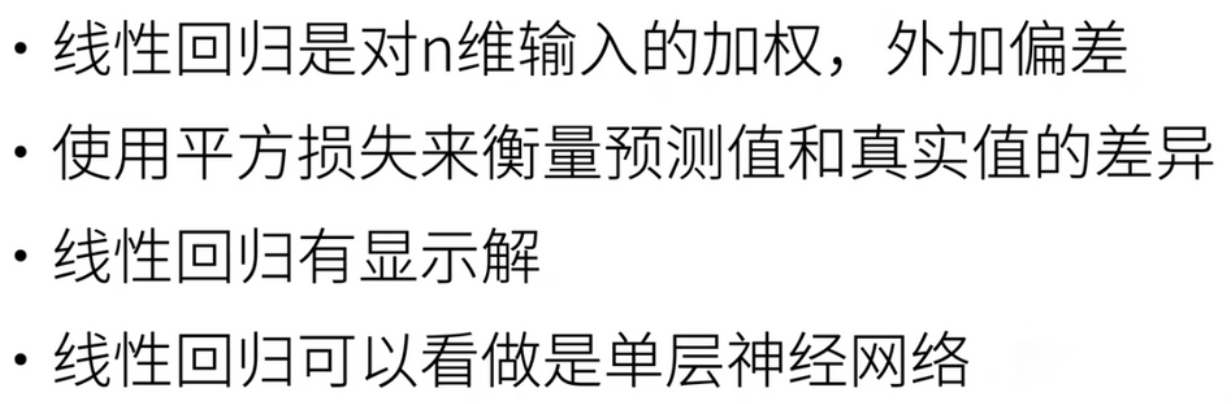 • 线性回归是对n维输入的加权，外加偏差
• 使用平方损失来衡量预测值和真实值的差异
• 线性回归有显示解
• 线性回归可以看做是单层神经网络